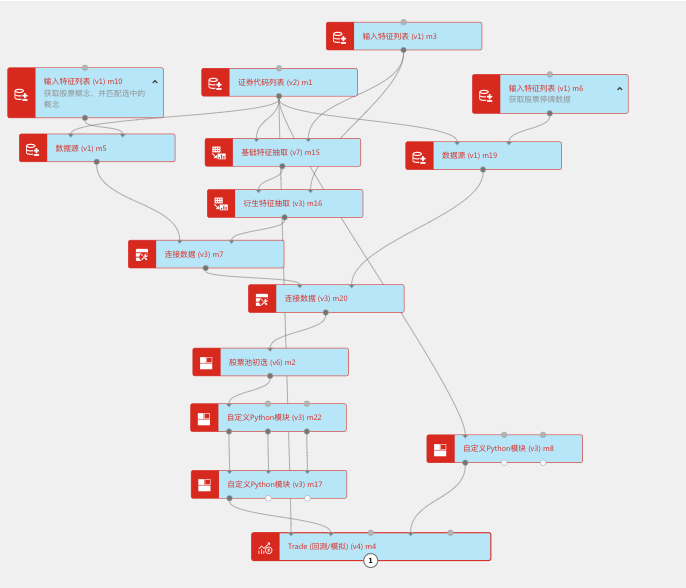 输入特征列表 (v1) m3
输入特征列表 (v1) m10
获取股票概念，并匹配选中的
概念
证券代码列表 (v2) m1
输入特征列表 (v1) m6
获取股票停牌数据
数据源 (v1) m5
基础特征抽取 (v7) m15
数据源 (v1) m19
衍生特征抽取 (v3) m16
连接数据 (v3) m7
连接数据 (v3) m20
股票池初选 (v6) m2
自定义Python模块 (v3) m22
自定义Python模块 (v3) m8
自定义Python模块 (v3) m17
Trade (回测/模拟) (v4) m4
1